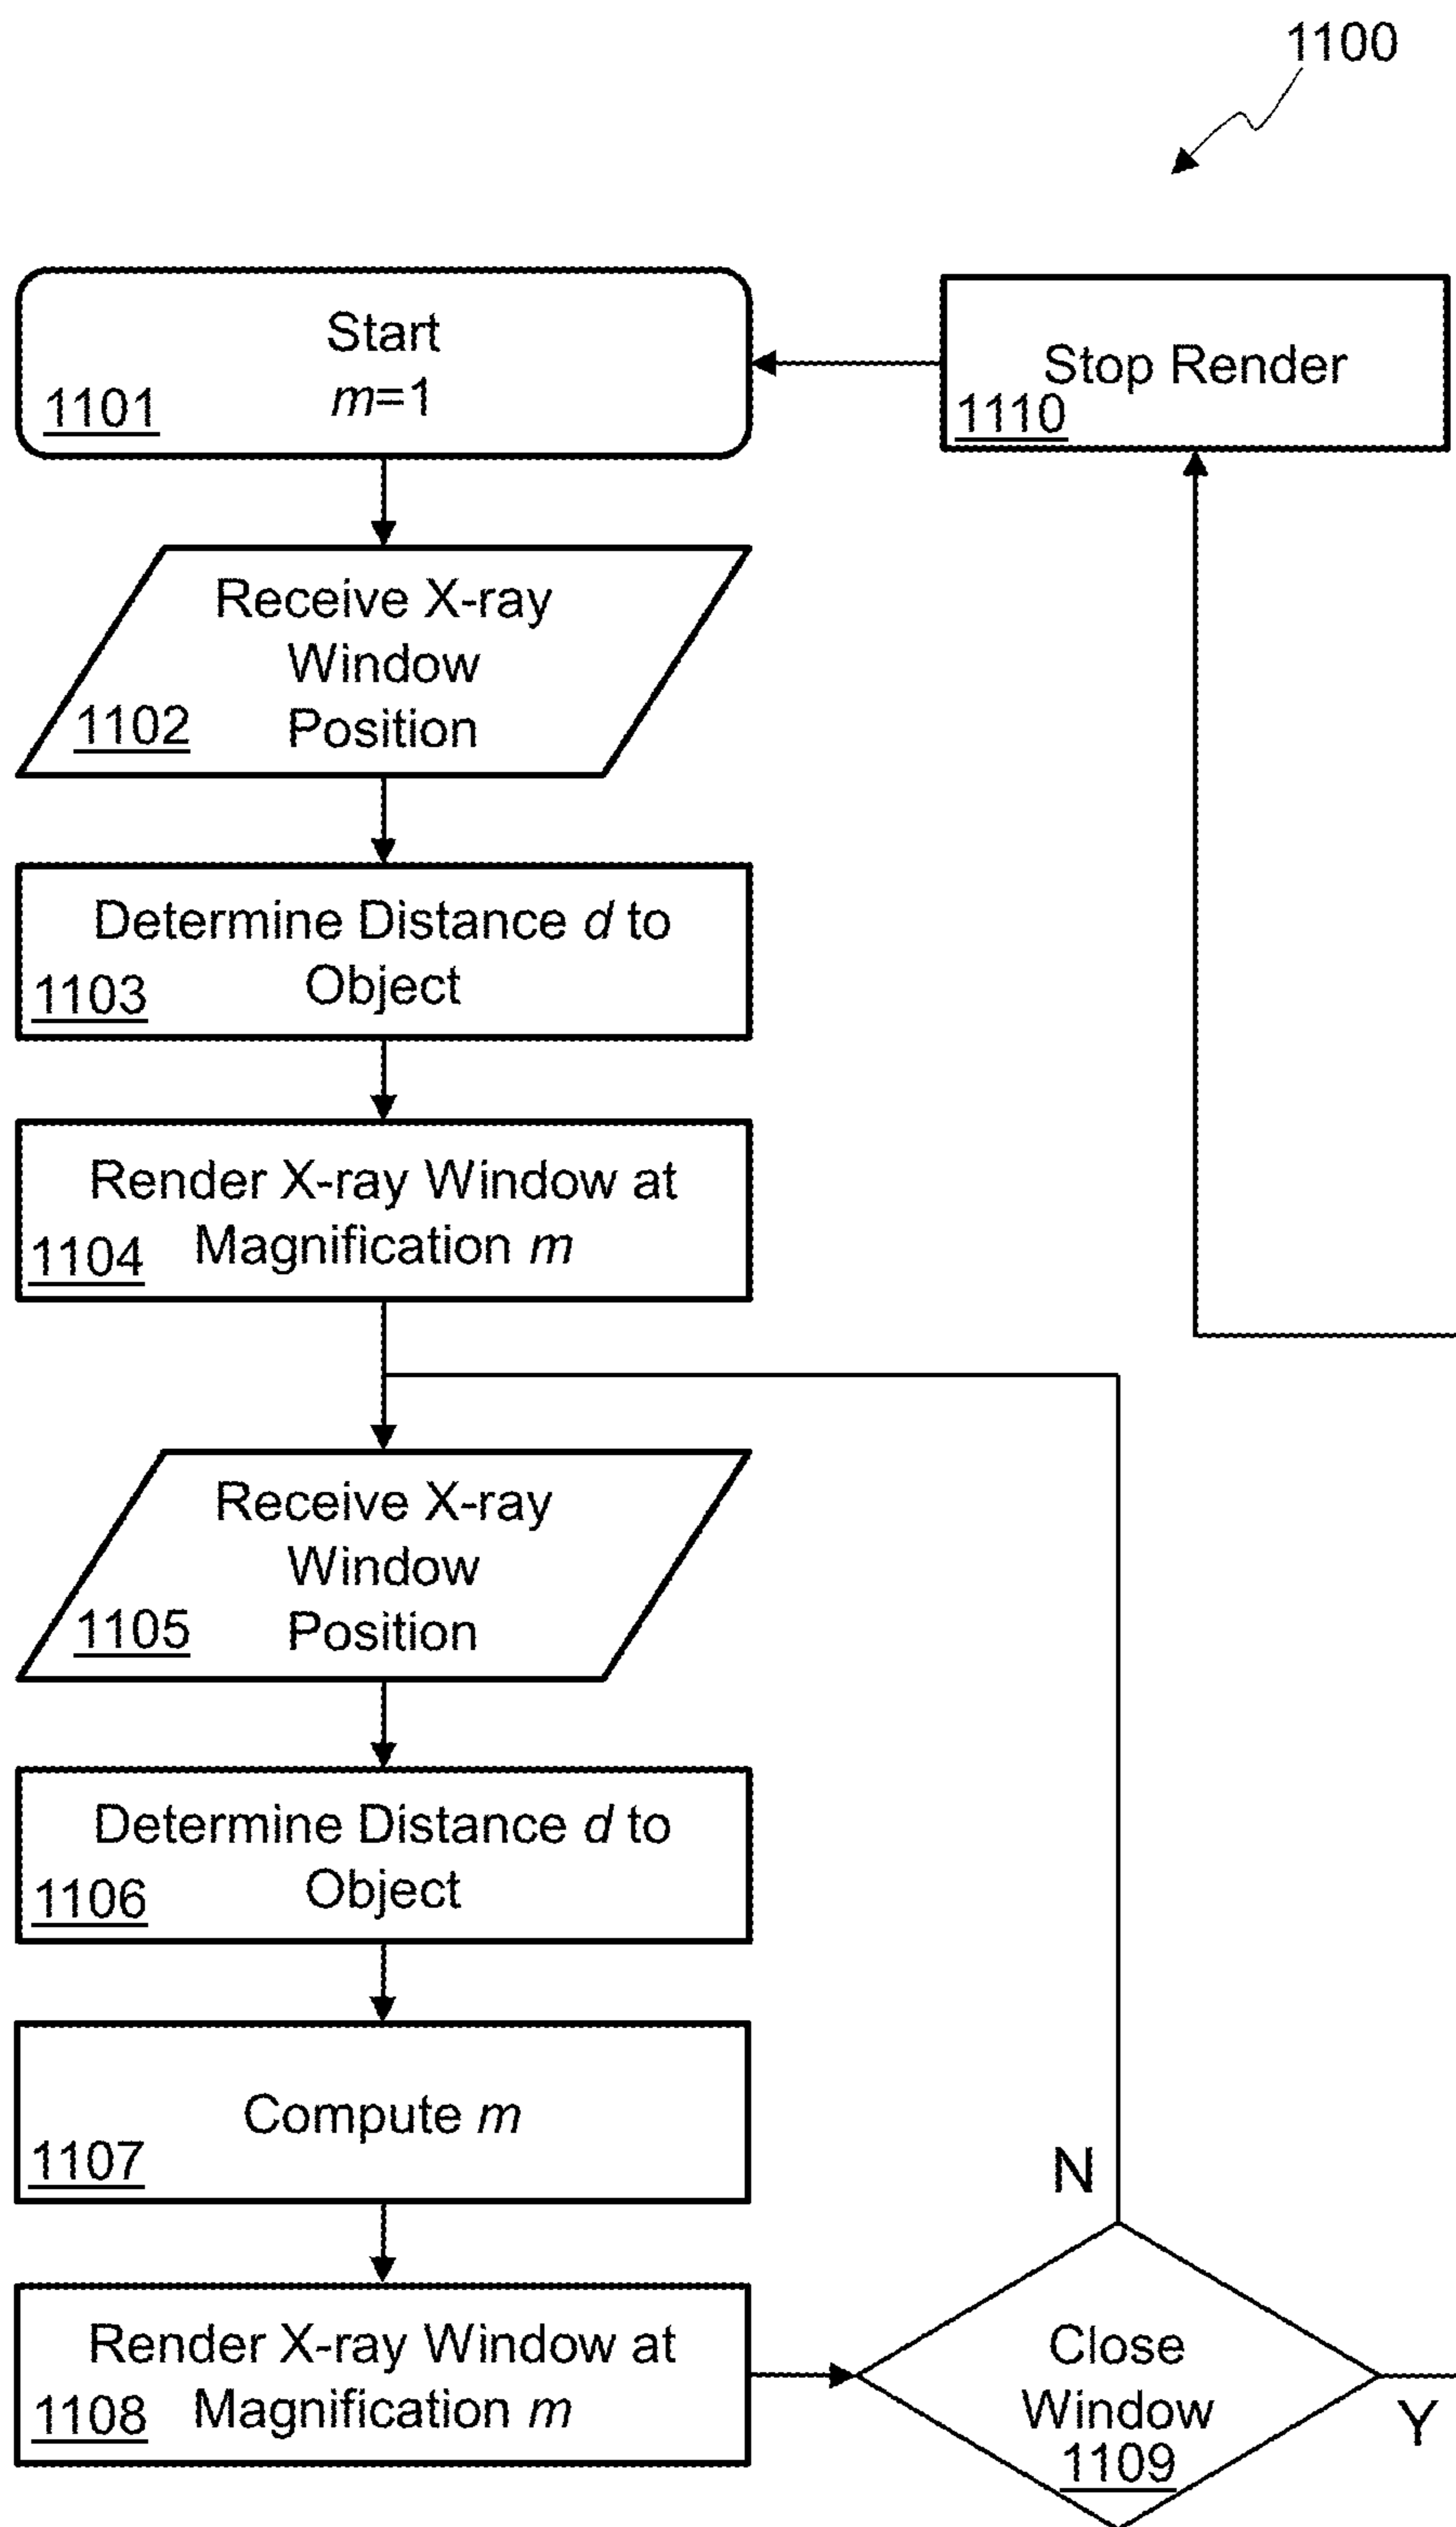 1100
Start
m=1
1101
Stop Render
1110
Receive X-ray
Window
Position
1102
Determine Distance d to
Object
1103
Render X-ray Window at
Magnification m
1104
Receive X-ray
Window
Position
1105
Determine Distance d to
Object
1106
Compute m
1107
Render X-ray Window at
Magnification m
1108
N
Close
Window
1109
Y